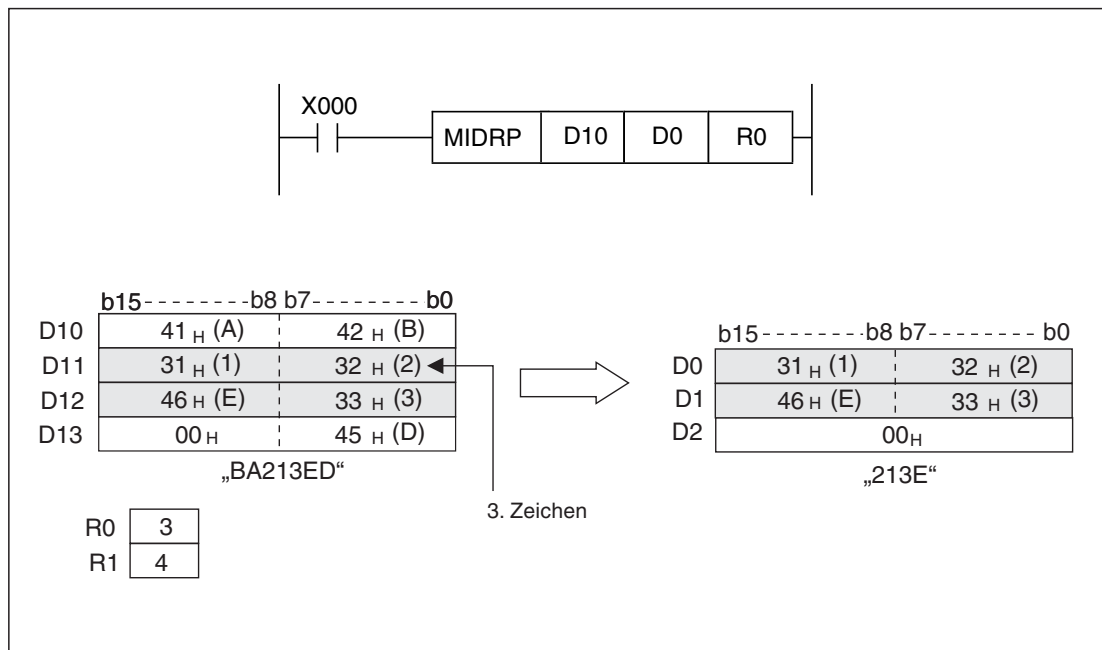 X000
MIDRP D10 D0 R0
b15 - - - - - - - - b8 b7 - - - - - - - - b0
D10 41 H (A) 42 H (B)
D11 31 H (1) 32 H (2)
D12 46 H (E) 33 H (3)
D13 00 H 45 H (D)
„BA213ED“
3. Zeichen
R0 3
R1 4
b15 - - - - - - - - b8 b7 - - - - - - - - b0
D0 31 H (1) 32 H (2)
D1 46 H (E) 33 H (3)
D2 00 H
„213E“